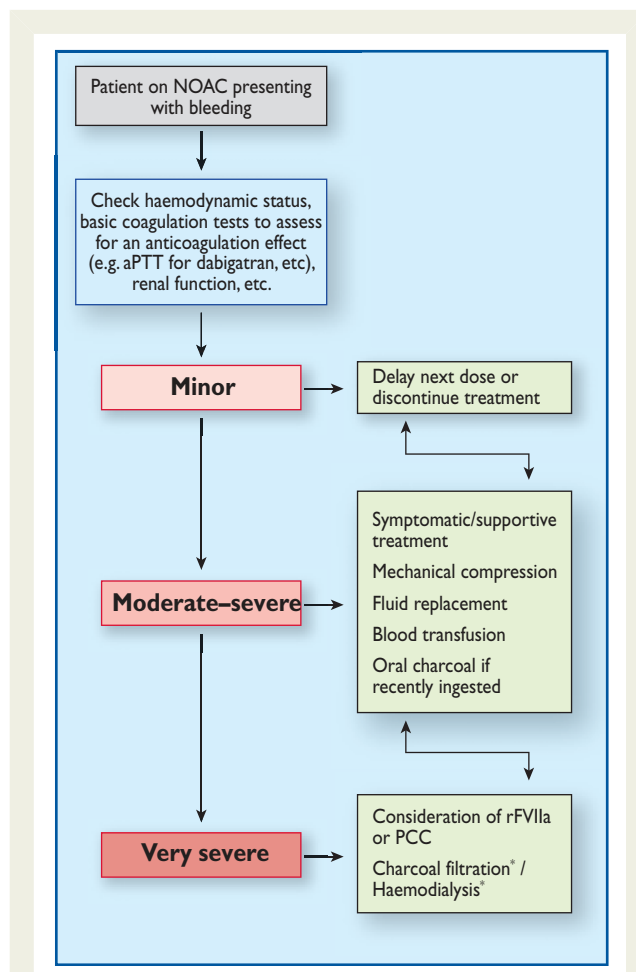 Patient on NOAC presenting
with bleeding
Check haemodynamic status,
basic coagulation tests to assess
for an anticoagulation effect
(e.g. aPTT for dabigatran, etc),
renal function, etc.
Minor
Delay next dose or
discontinue treatment
Symptomatic/supportive
treatment
Mechanical compression
Fluid replacement
Blood transfusion
Oral charcoal if
recently ingested
Moderate–severe
Consideration of rFVIIa
or PCC
Charcoal filtration* /
Haemodialysis*
Very severe